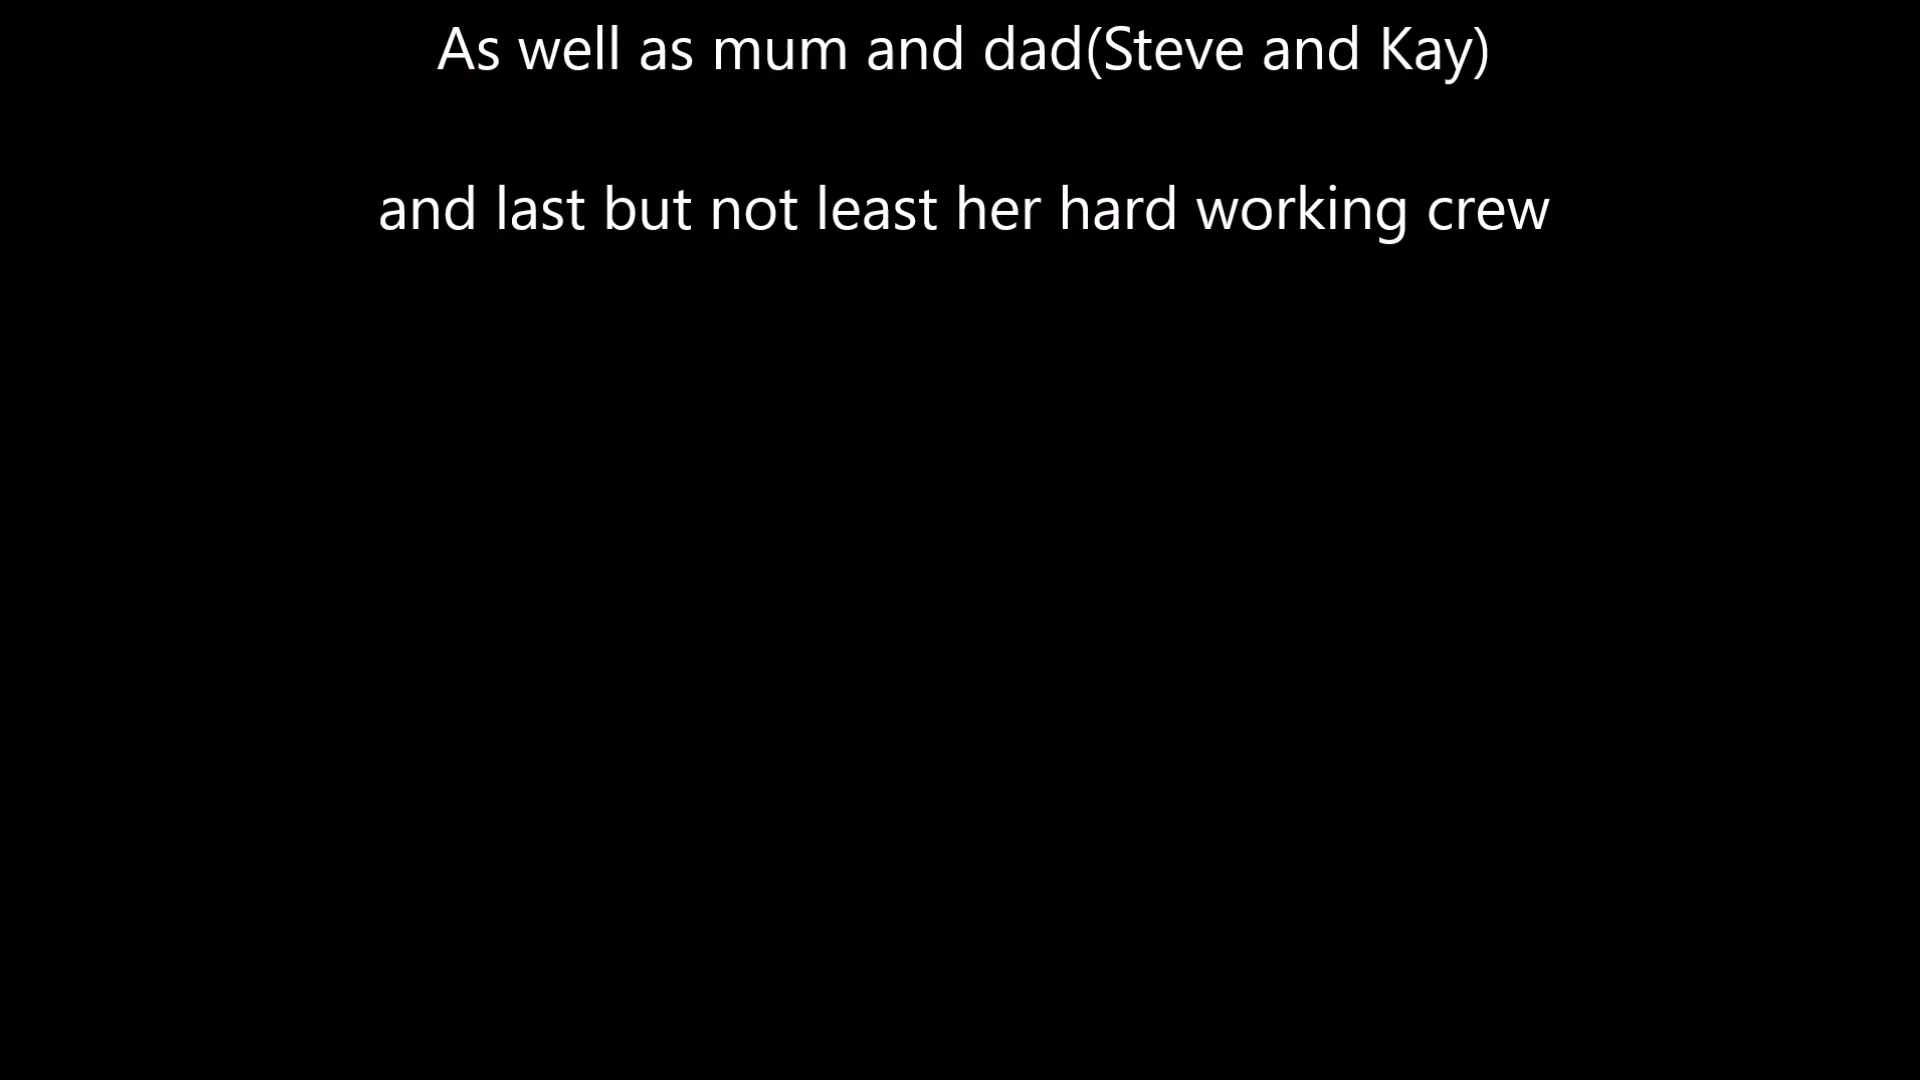 As well as mum and dad(Steve and Kay)
and last but not least her hard working crew